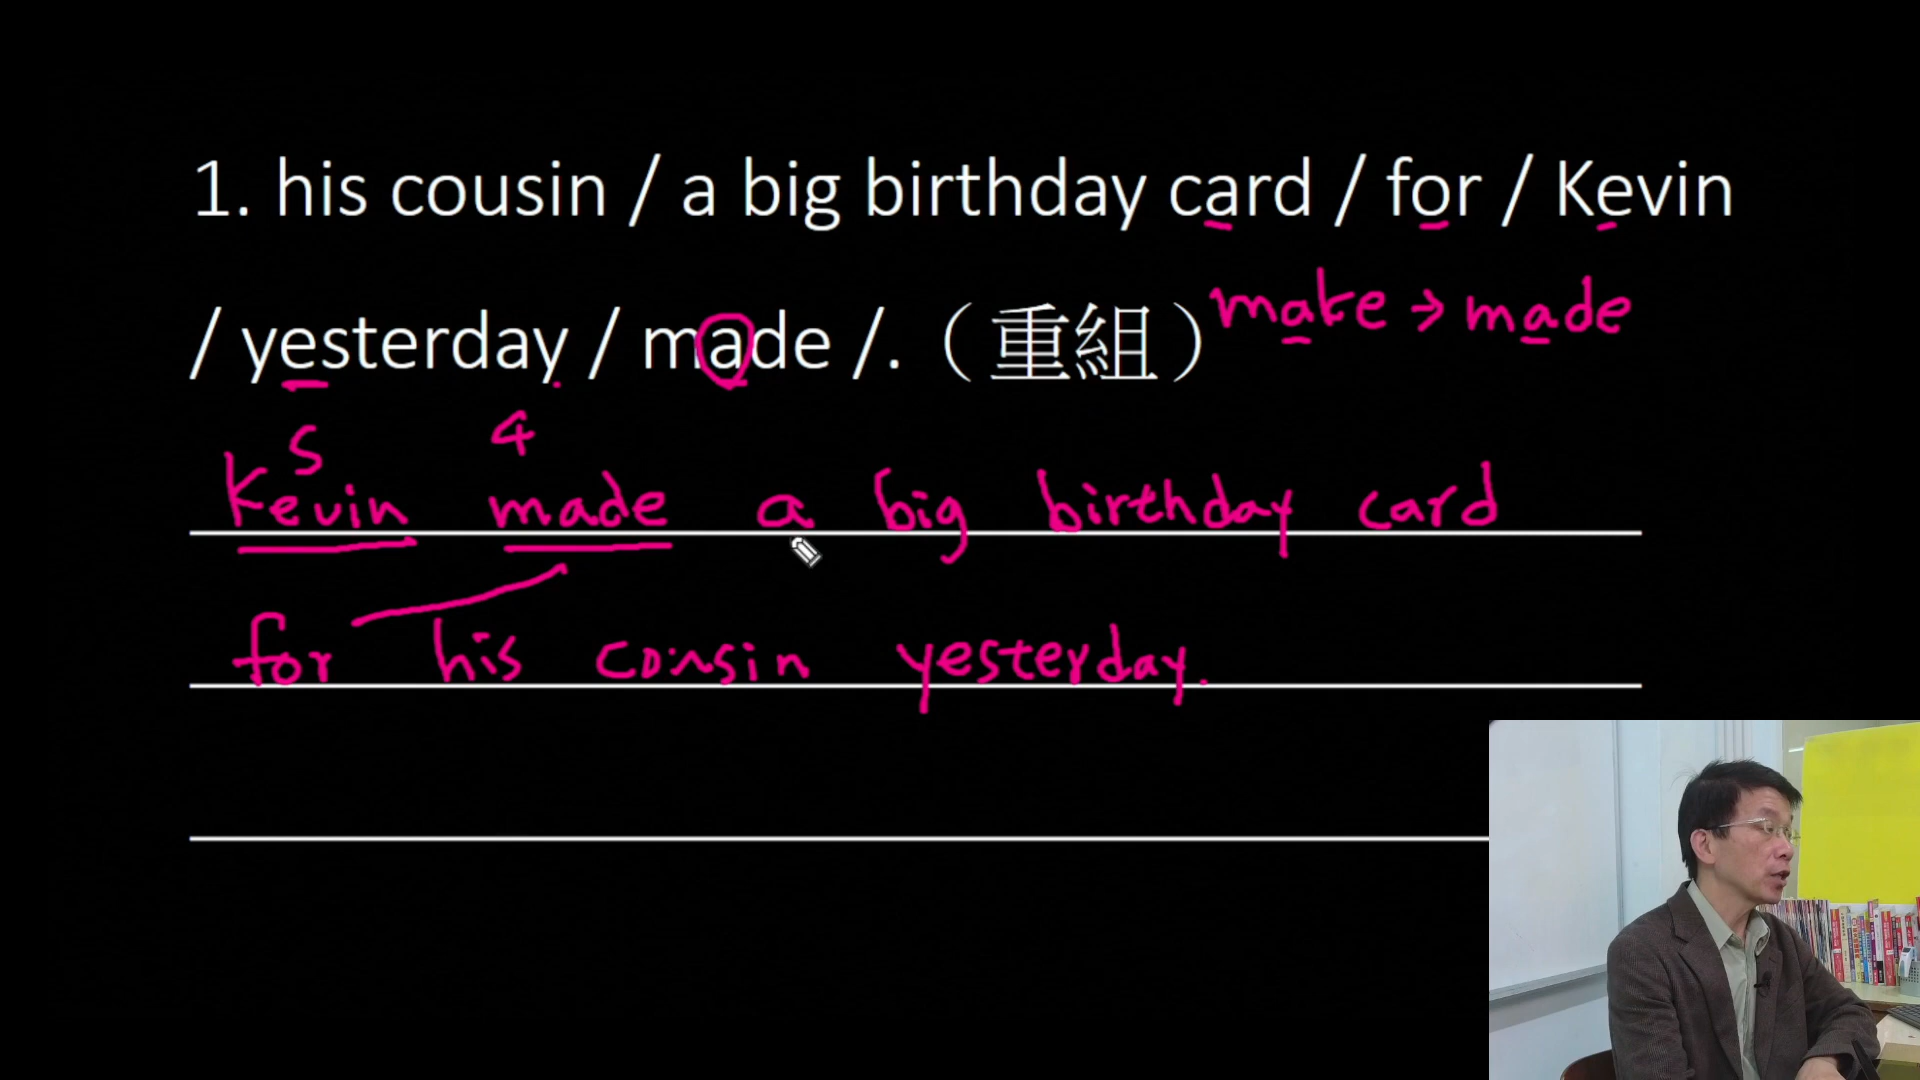 1. his cousin / a big birthday card / for / Kevin
/ yesterday / made /.（重組）
make → made
S 4
Kevin made a big birthday card
for his cousin yesterday.